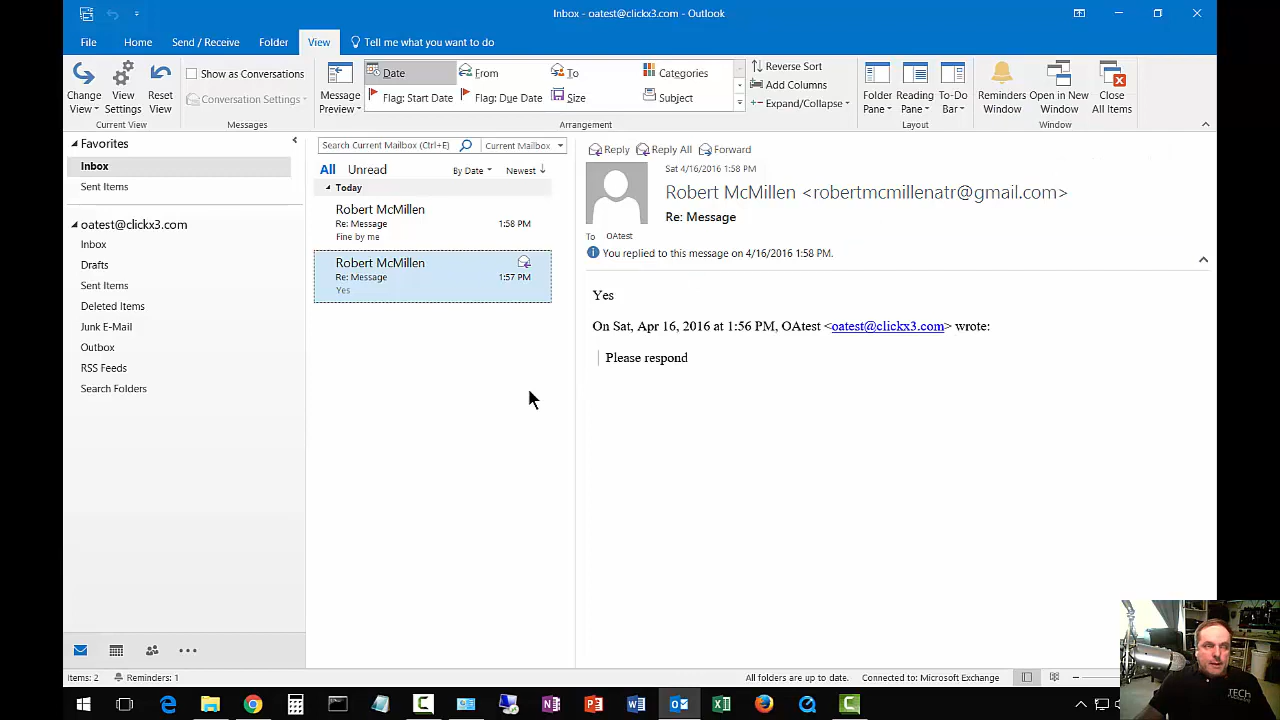 Inbox - oatest@clickx3.com - Outlook
File Home Send / Receive Folder View Tell me what you want to do
Change View
View Settings
Reset View
Show as Conversations
Conversation Settings
Message Preview
Date From To Categories
Flag: Start Date Flag: Due Date Size Subject
Reverse Sort
Add Columns
Expand/Collapse
Folder Pane
Reading Pane
To-Do Bar
Reminders Window
Open in New Window
Close All Items
Current View Messages Arrangement Layout Window
Favorites
Inbox
Sent Items
oatest@clickx3.com
Inbox
Drafts
Sent Items
Deleted Items
Junk E-Mail
Outbox
RSS Feeds
Search Folders
Search Current Mailbox (Ctrl+E) Current Mailbox
All Unread By Date Newest
Today
Robert McMillen
Re: Message 1:58 PM
Fine by me
Robert McMillen
Re: Message 1:57 PM
Yes
Reply Reply All Forward
Sat 4/16/2016 1:58 PM
Robert McMillen <robertmcmillenatr@gmail.com>
Re: Message
To OAtest
You replied to this message on 4/16/2016 1:58 PM.
Yes
On Sat, Apr 16, 2016 at 1:56 PM, OAtest <oatest@clickx3.com> wrote:
Please respond
Items: 2 Reminders: 1 All folders are up to date. Connected to: Microsoft Exchange